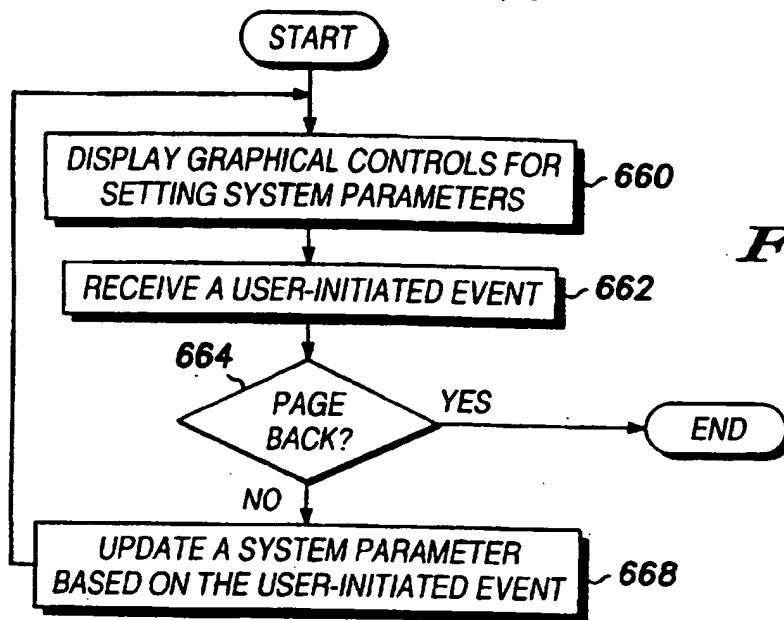 START
DISPLAY GRAPHICAL CONTROLS FOR
SETTING SYSTEM PARAMETERS
660
F
RECEIVE A USER-INITIATED EVENT
662
664
PAGE
BACK?
YES
END
NO
UPDATE A SYSTEM PARAMETER
BASED ON THE USER-INITIATED EVENT
668